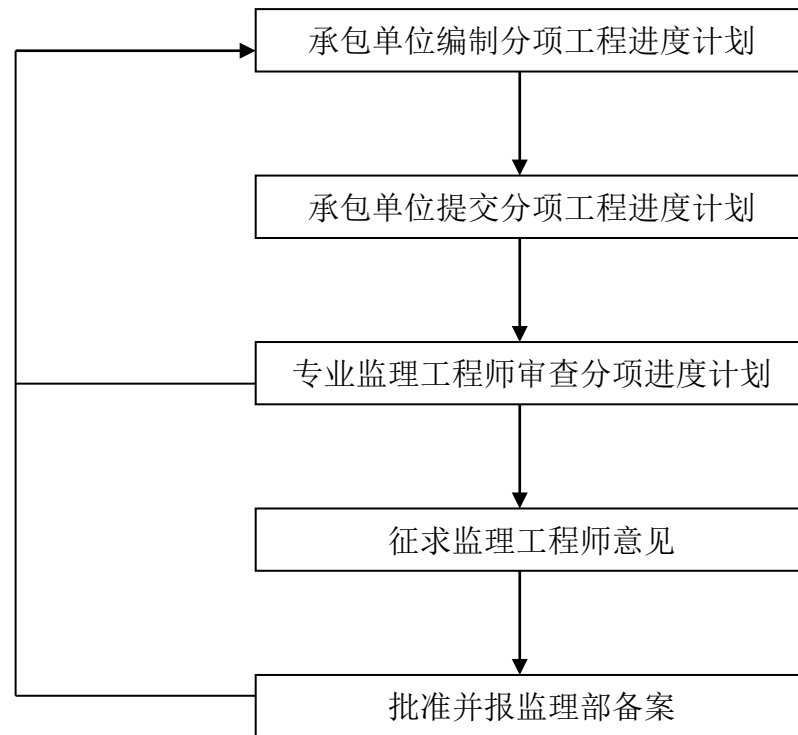 承包单位编制分项工程进度计划
承包单位提交分项工程进度计划
专业监理工程师审查分项进度计划
征求监理工程师意见
批准并报监理部备案